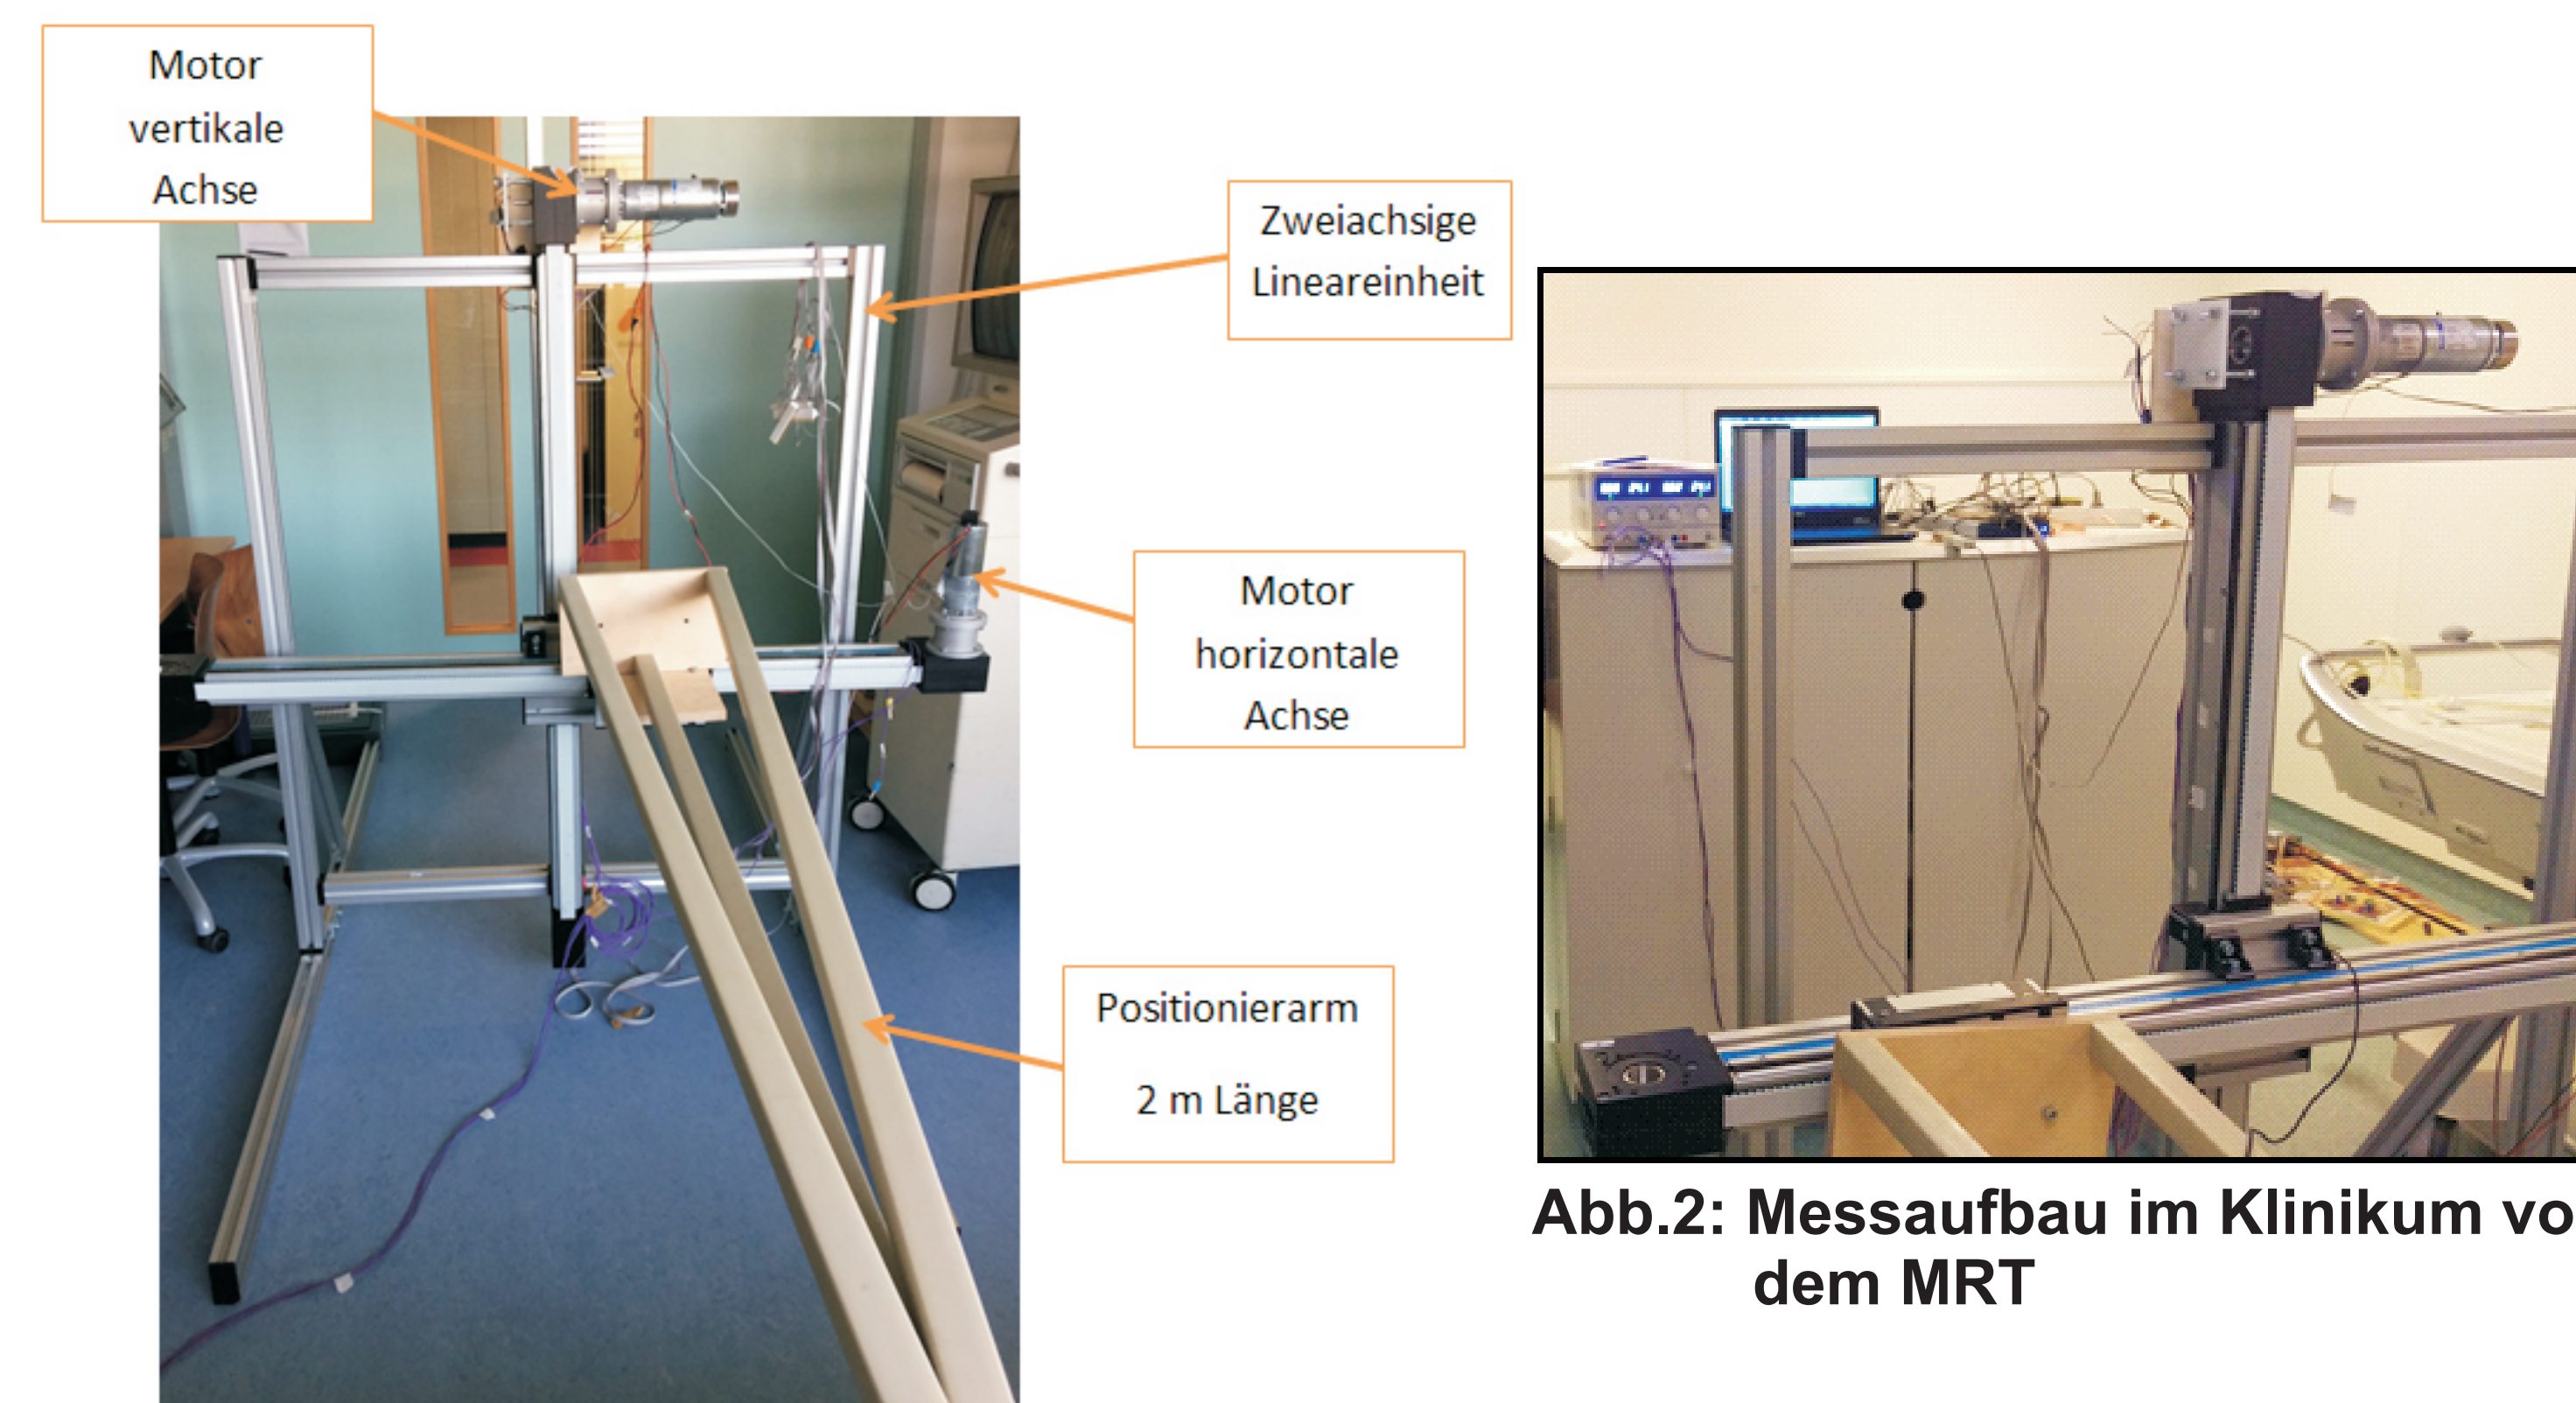 Motor
vertikale
Achse
Zweiachsige
Lineareinheit
Motor
horizontale
Achse
Positionierarm
2 m Länge
Abb.2: Messaufbau im Klinikum vo
dem MRT